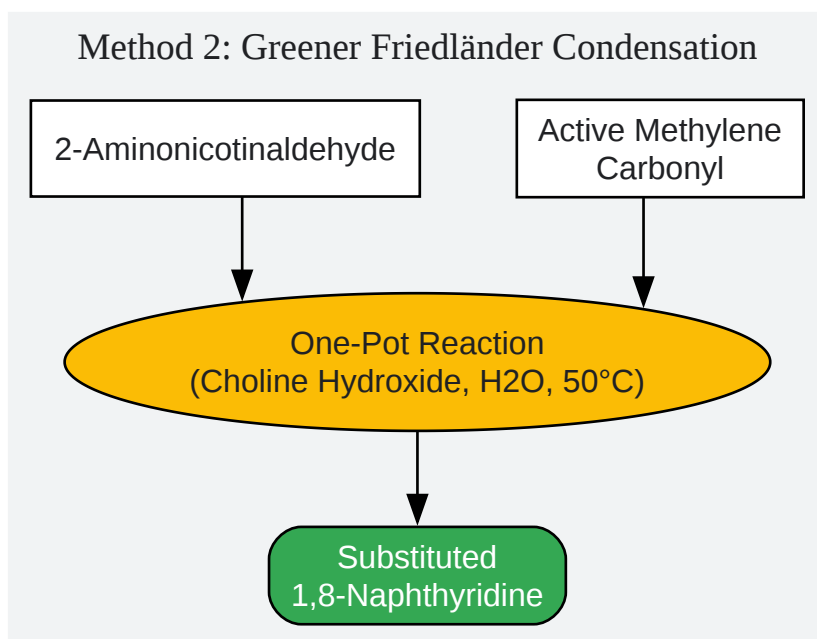 Method 2: Greener Friedländer Condensation
2-Aminonicotinaldehyde
Active Methylene
Carbonyl
One-Pot Reaction
(Choline Hydroxide, H2O, 50°C)
Substituted
1,8-Naphthyridine